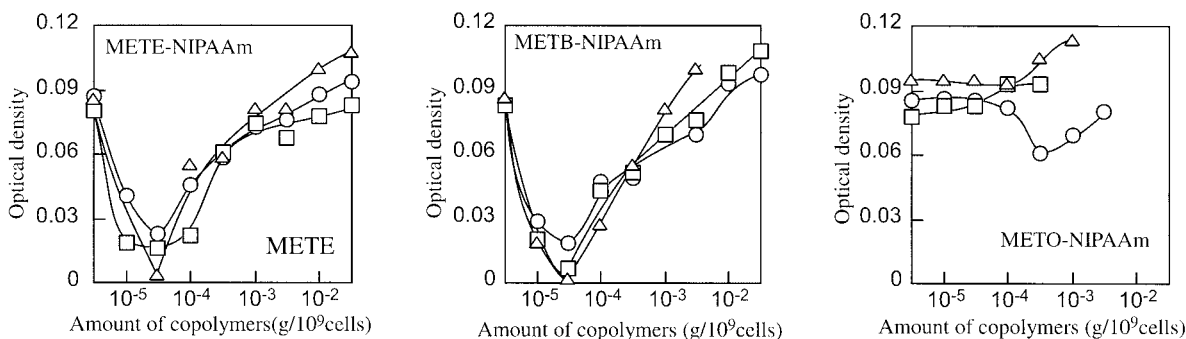 0.12
METE-NIPAAm
0.09
0.06
0.03
0
Optical density
METE
10⁻⁵ 10⁻⁴ 10⁻³ 10⁻²
Amount of copolymers(g/10⁹cells)
0.12
METB-NIPAAm
0.09
0.06
0.03
0
Optical density
10⁻⁵ 10⁻⁴ 10⁻³ 10⁻²
Amount of copolymers (g/10⁹cells)
0.12
0.09
0.06
0.03
0
Optical density
METO-NIPAAm
10⁻⁵ 10⁻⁴ 10⁻³ 10⁻²
Amount of copolymers (g/10⁹cells)